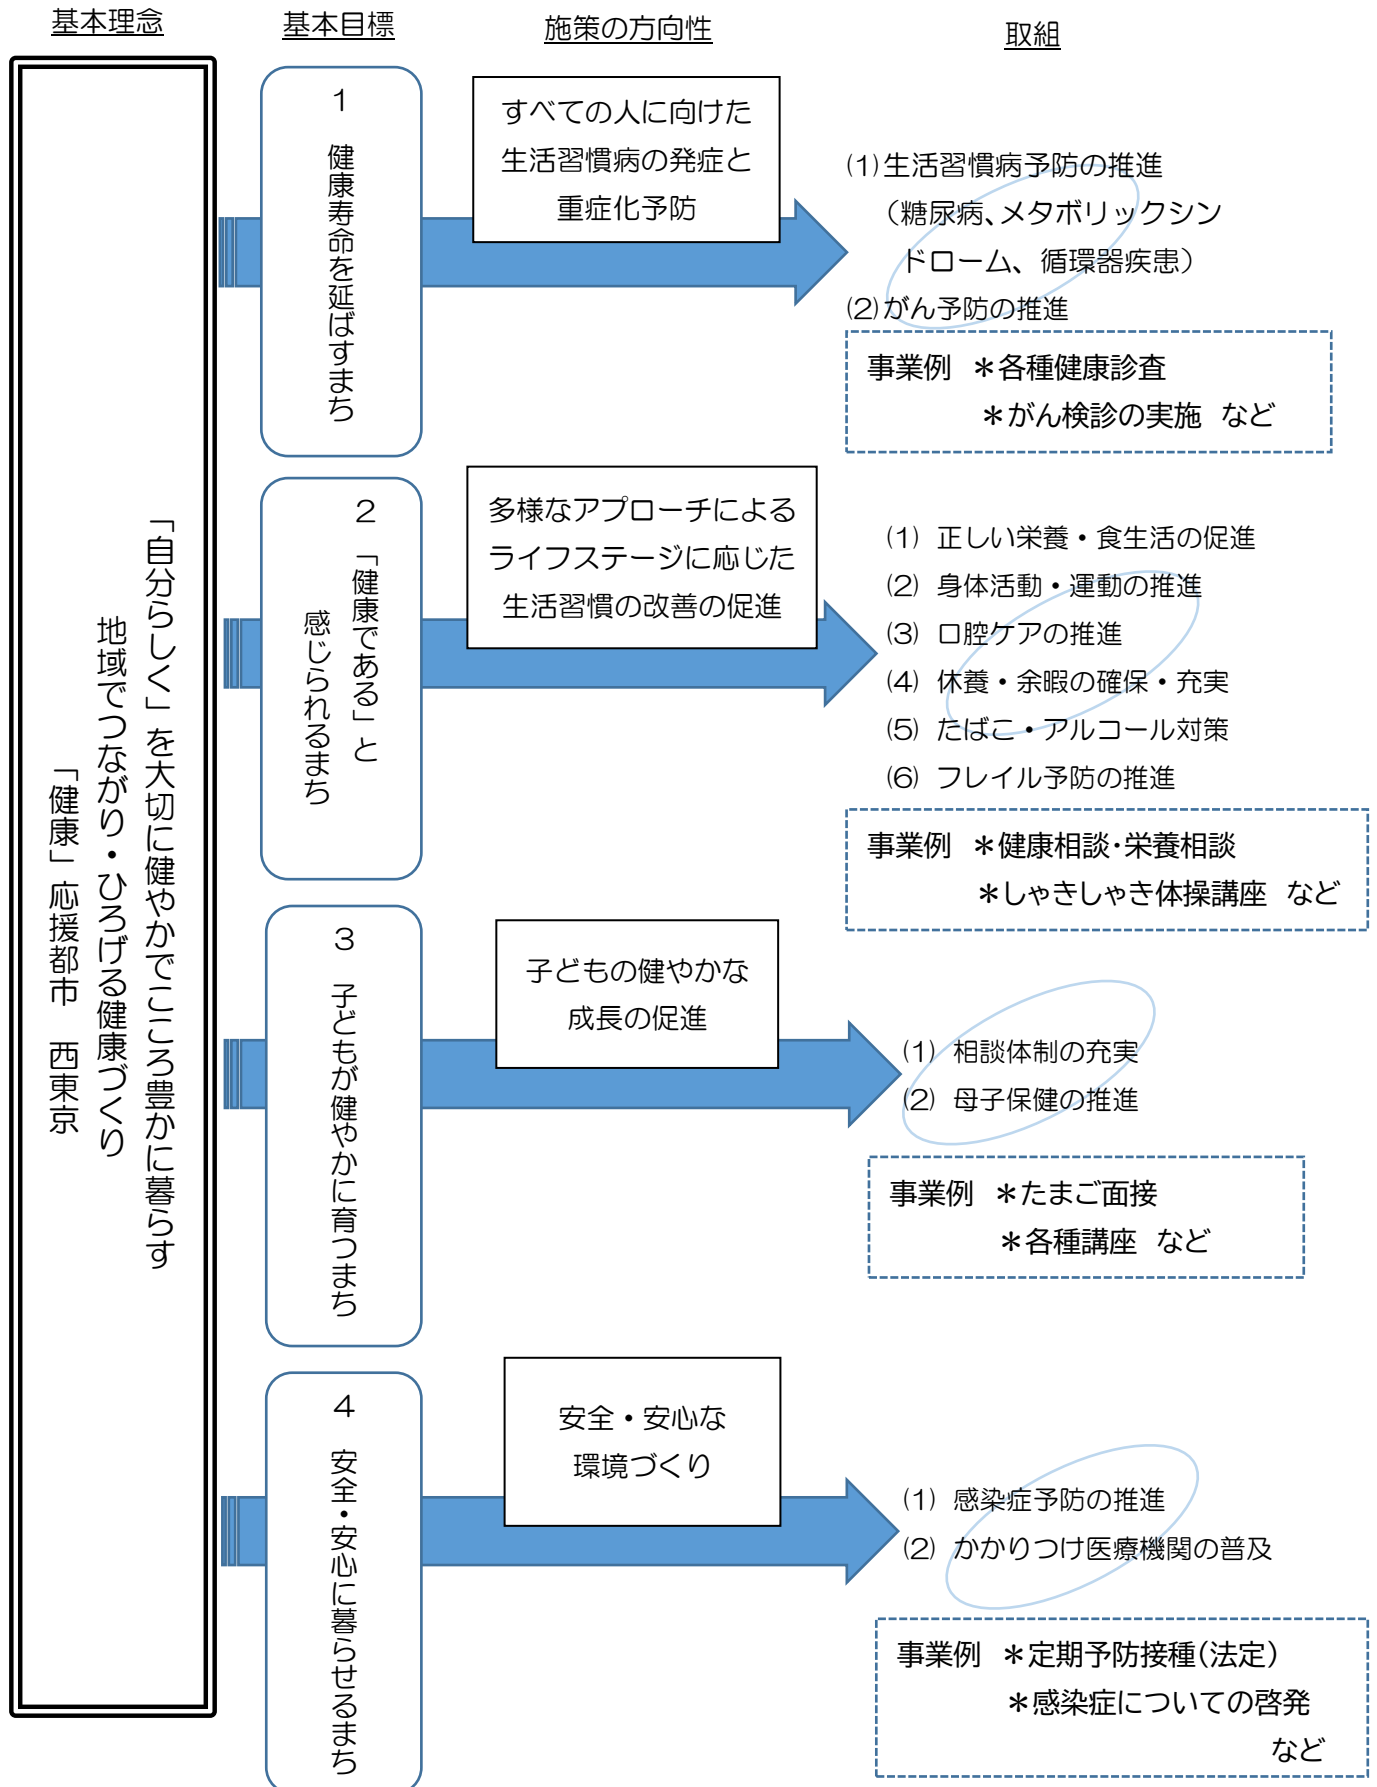 基本理念
基本目標
施策の方向性
取組
「自分らしく」を大切に健やかでこころ豊かに暮らす
地域でつながり・ひろげる健康づくり
「健康」応援都市　西東京
1　健康寿命を延ばすまち
すべての人に向けた
生活習慣病の発症と
重症化予防
(1)生活習慣病予防の推進
（糖尿病、メタボリックシン
ドローム、循環器疾患）
(2)がん予防の推進
事業例　＊各種健康診査
＊がん検診の実施　など
2　「健康である」と
感じられるまち
多様なアプローチによる
ライフステージに応じた
生活習慣の改善の促進
(1)　正しい栄養・食生活の促進
(2)　身体活動・運動の推進
(3)　口腔ケアの推進
(4)　休養・余暇の確保・充実
(5)　たばこ・アルコール対策
(6)　フレイル予防の推進
事業例　＊健康相談・栄養相談
＊しゃきしゃき体操講座　など
3　子どもが健やかに育つまち
子どもの健やかな
成長の促進
(1)　相談体制の充実
(2)　母子保健の推進
事業例　＊たまご面接
＊各種講座　など
4　安全・安心に暮らせるまち
安全・安心な
環境づくり
(1)　感染症予防の推進
(2)　かかりつけ医療機関の普及
事業例　＊定期予防接種（法定）
＊感染症についての啓発
など